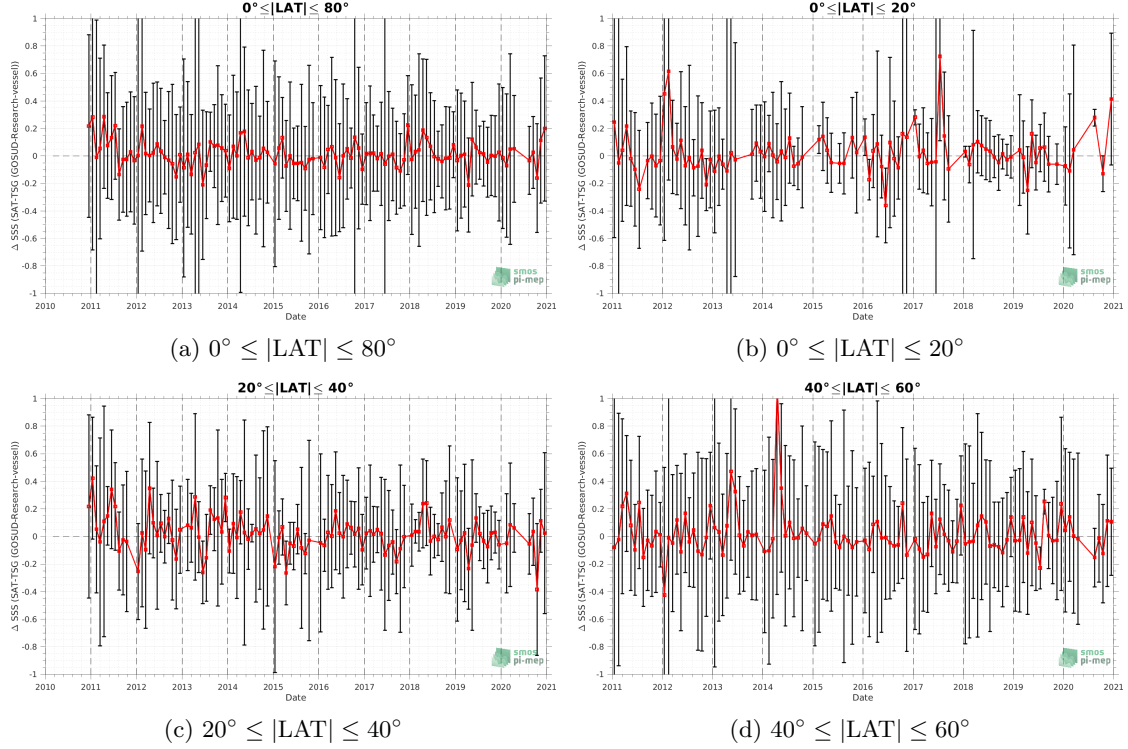 0°≤|LAT|≤ 80°
Δ SSS (SAT-TSG (GOSUD-Research-vessel))
1
0.8
0.6
0.4
0.2
0
-0.2
-0.4
-0.6
-0.8
-1
2010 2011 2012 2013 2014 2015 2016 2017 2018 2019 2020 2021
Date
smos
pi-mep
(a) 0° ≤ |LAT| ≤ 80°
0°≤|LAT|≤ 20°
Δ SSS (SAT-TSG (GOSUD-Research-vessel))
1
0.8
0.6
0.4
0.2
0
-0.2
-0.4
-0.6
-0.8
-1
2011 2012 2013 2014 2015 2016 2017 2018 2019 2020 2021
Date
smos
pi-mep
(b) 0° ≤ |LAT| ≤ 20°
20°≤|LAT|≤ 40°
Δ SSS (SAT-TSG (GOSUD-Research-vessel))
1
0.8
0.6
0.4
0.2
0
-0.2
-0.4
-0.6
-0.8
-1
2010 2011 2012 2013 2014 2015 2016 2017 2018 2019 2020 2021
Date
smos
pi-mep
(c) 20° ≤ |LAT| ≤ 40°
40°≤|LAT|≤ 60°
Δ SSS (SAT-TSG (GOSUD-Research-vessel))
1
0.8
0.6
0.4
0.2
0
-0.2
-0.4
-0.6
-0.8
-1
2011 2012 2013 2014 2015 2016 2017 2018 2019 2020 2021
Date
smos
pi-mep
(d) 40° ≤ |LAT| ≤ 60°